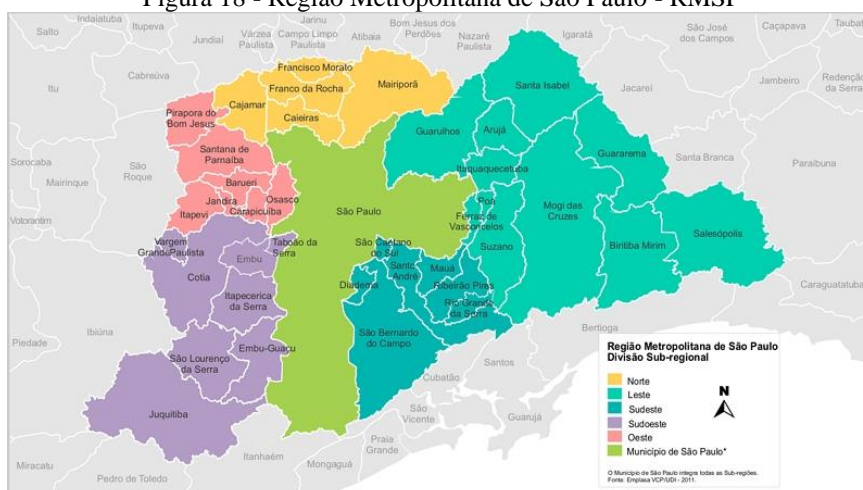 Figura 18 - Região Metropolitana de São Paulo - RMSP
Salto
Indaiatuba
Itupeva
Jundiaí
Várzea
Paulista
Campo Limpo
Paulista
Jarinu
Atibaia
Bom Jesus dos
Perdões
Nazaré
Paulista
Igaratá
São José
dos Campos
Caçapava
Taubaté
Itu
Cabreúva
Francisco Morato
Franco da Rocha
Mairiporã
Cajamar
Caieiras
Santa Isabel
Jacareí
Jambeiro
Redenção
da Serra
Pirapora do
Bom Jesus
Guarulhos
Arujá
Santana de
Parnaíba
Itaquaquecetuba
Guararema
Santa Branca
Paraibuna
Sorocaba
Mairinque
São
Roque
Barueri
Jandira
Osasco
Itapevi
Carapicuíba
São Paulo
Poá
Ferraz de
Vasconcelos
Mogi das
Cruzes
Votorantim
Vargem
Grande Paulista
Embu
Taboão da
Serra
São Caetano
do Sul
Suzano
Biritiba Mirim
Salesópolis
Cotia
Santo
André
Mauá
Ribeirão Pires
Diadema
Itapecerica
da Serra
Rio Grande
da Serra
Caraguatatuba
Piedade
Ibiúna
São Lourenço
da Serra
Embu-Guaçu
São Bernardo
do Campo
Bertioga
Santos
Cubatão
Juquitiba
São
Vicente
Guarujá
Praia
Grande
Itanhaém
Mongaguá
Miracatu
Pedro de Toledo
Região Metropolitana de São Paulo
Divisão Sub-regional
Norte
Leste
Sudeste
Sudoeste
Oeste
Município de São Paulo*
N
O Município de São Paulo integra todas as Sub-regiões.
Fonte: Emplasa VCP/UDI - 2011.